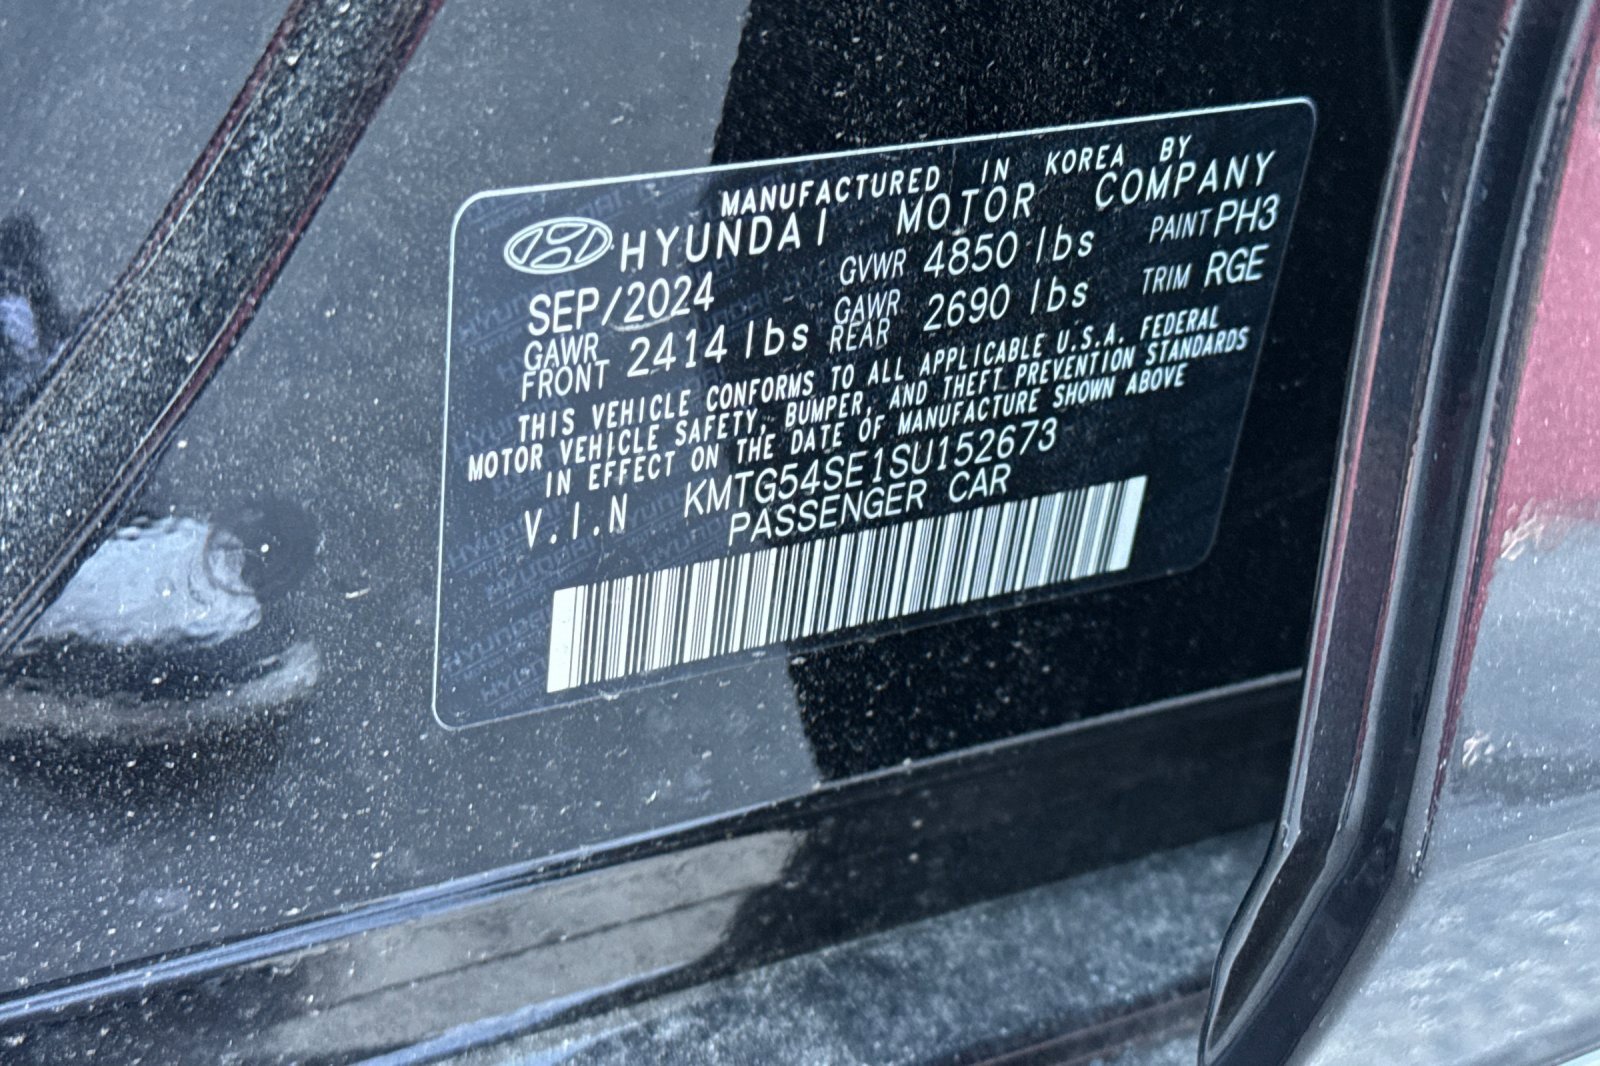 MANUFACTURED IN KOREA BY
HYUNDAI MOTOR COMPANY
SEP/2024 GVWR 4850 lbs PAINT PH3
GAWR FRONT 2414 lbs GAWR REAR 2690 lbs TRIM RGE
THIS VEHICLE CONFORMS TO ALL APPLICABLE U.S.A. FEDERAL
MOTOR VEHICLE SAFETY, BUMPER, AND THEFT PREVENTION STANDARDS
IN EFFECT ON THE DATE OF MANUFACTURE SHOWN ABOVE
V.I.N KMTG54SE1SU152673
PASSENGER CAR